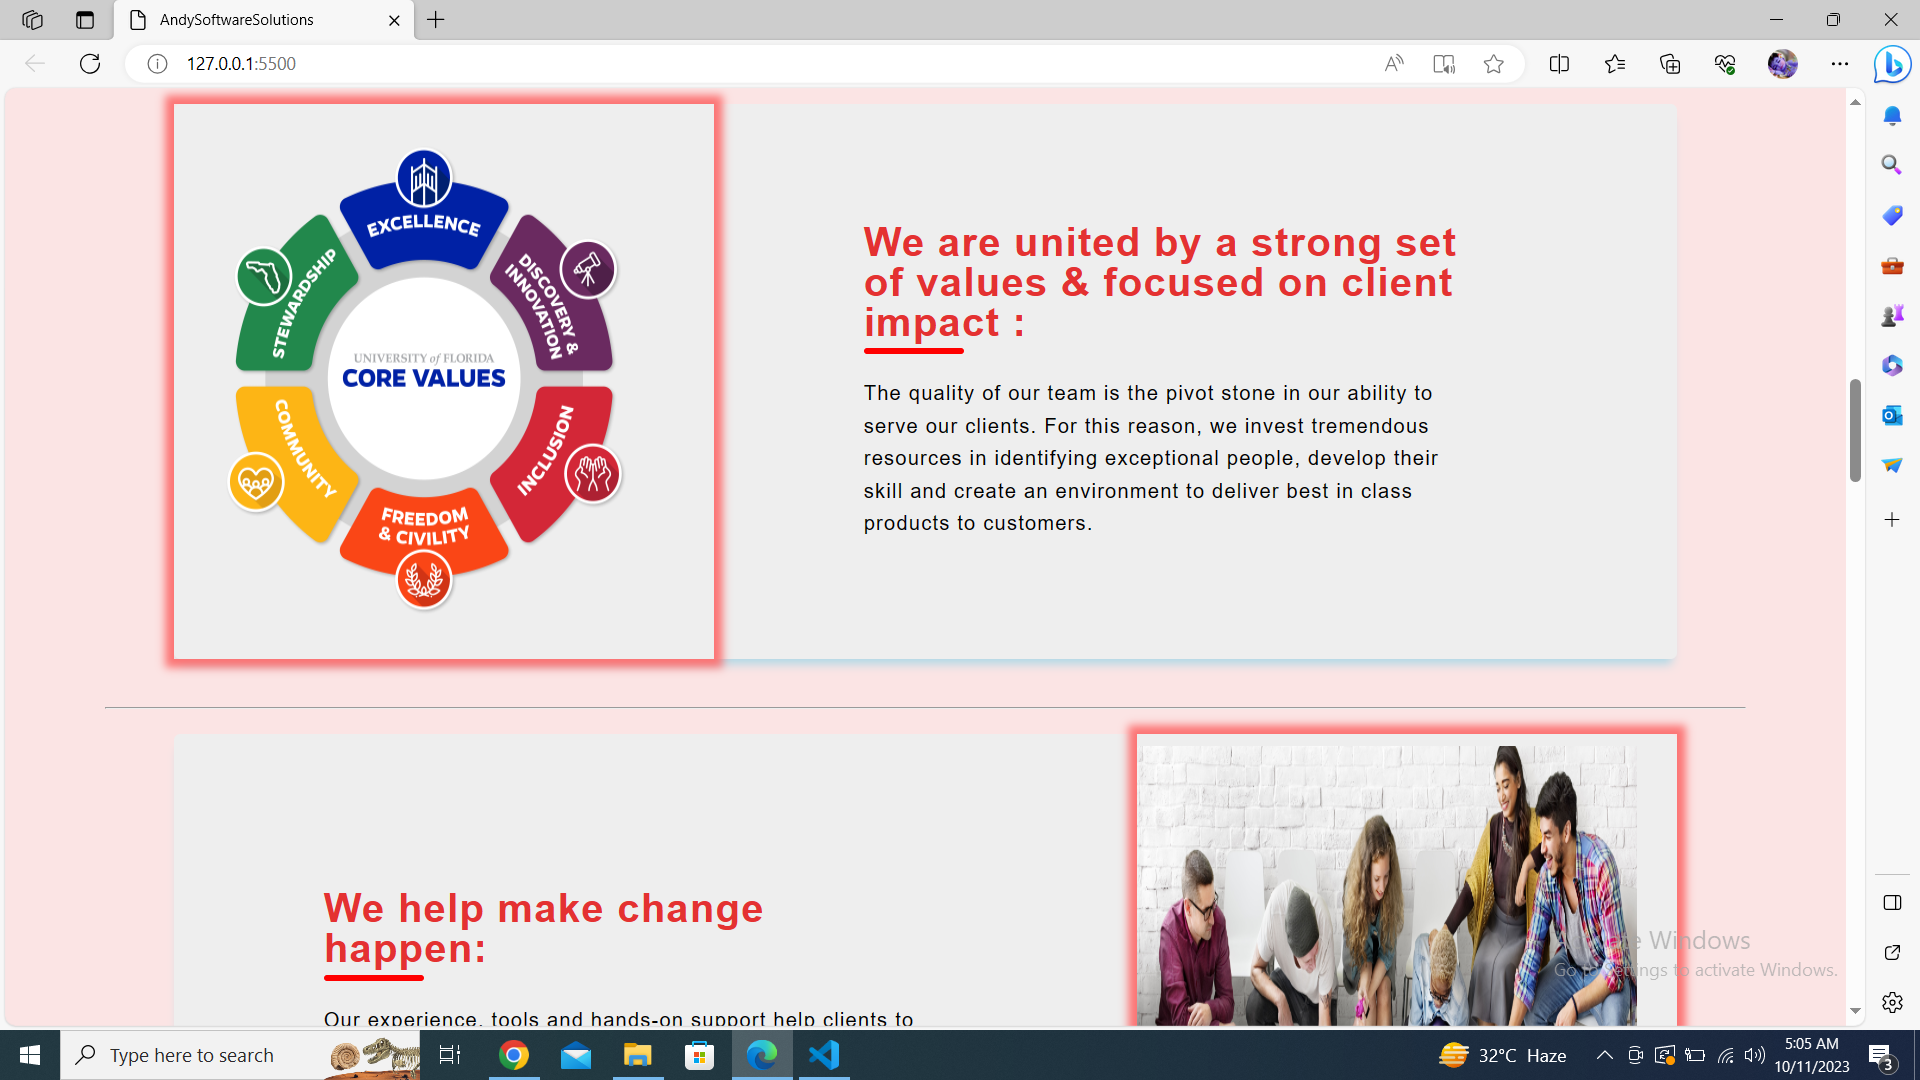 AndySoftwareSolutions
127.0.0.1:5500
EXCELLENCE
DISCOVERY &
INNOVATION
STEWARDSHIP
UNIVERSITY of FLORIDA
CORE VALUES
COMMUNITY
INCLUSION
FREEDOM
& CIVILITY
We are united by a strong set
of values & focused on client
impact :
The quality of our team is the pivot stone in our ability to
serve our clients. For this reason, we invest tremendous
resources in identifying exceptional people, develop their
skill and create an environment to deliver best in class
products to customers.
We help make change
happen:
Our experience, tools and hands-on support help clients to
Windows
Go to Settings to activate Windows.
Type here to search
32°C Haze
5:05 AM
10/11/2023
3